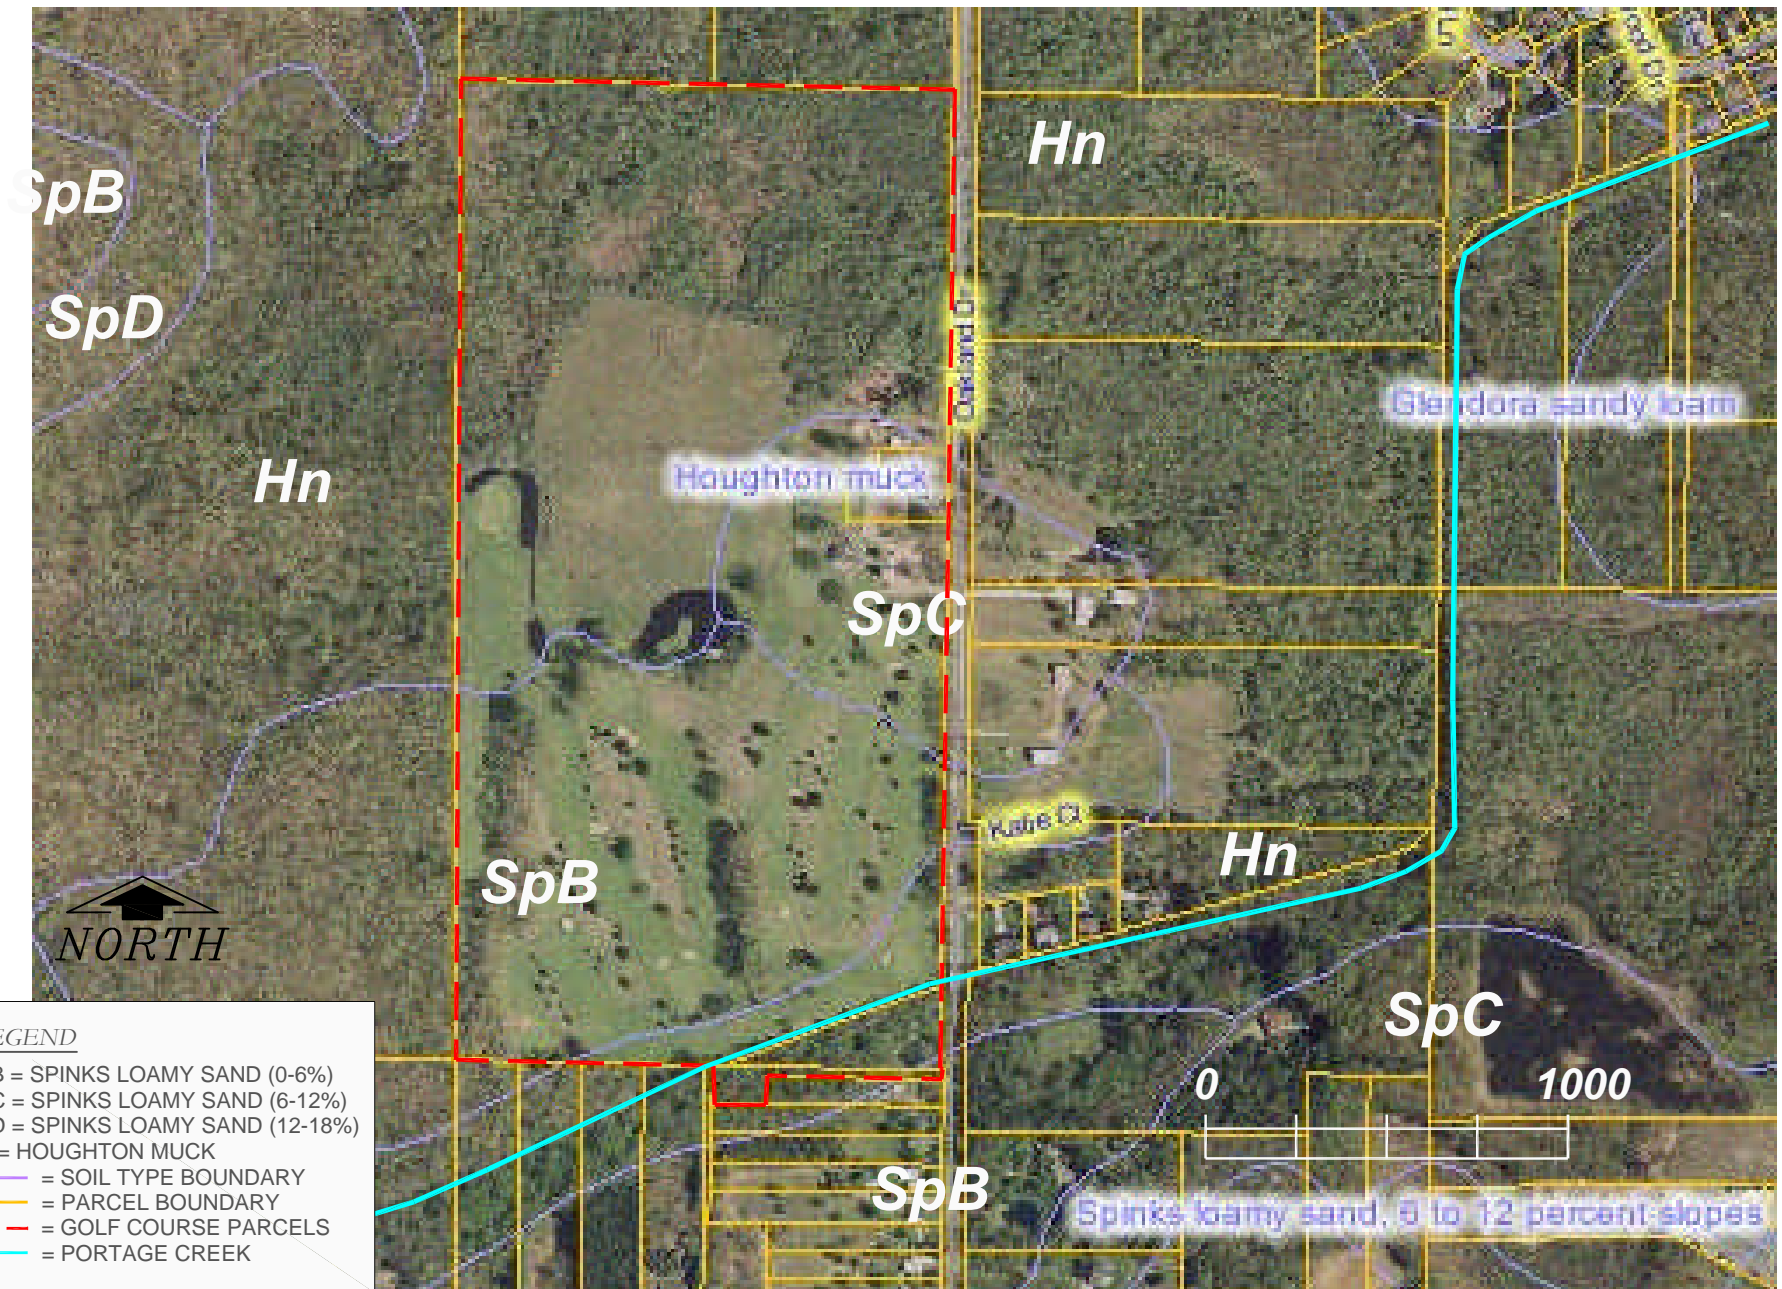 Hn
SpB
SpD
Glendora sandy loam
Hn
Houghton muck
SpC
Katie Ct
Hn
SpB
NORTH
SpC
EGEND
B = SPINKS LOAMY SAND (0-6%)
C = SPINKS LOAMY SAND (6-12%)
D = SPINKS LOAMY SAND (12-18%)
= HOUGHTON MUCK
= SOIL TYPE BOUNDARY
= PARCEL BOUNDARY
= GOLF COURSE PARCELS
= PORTAGE CREEK
0 1000
SpB
Spinks loamy sand, 6 to 12 percent slopes